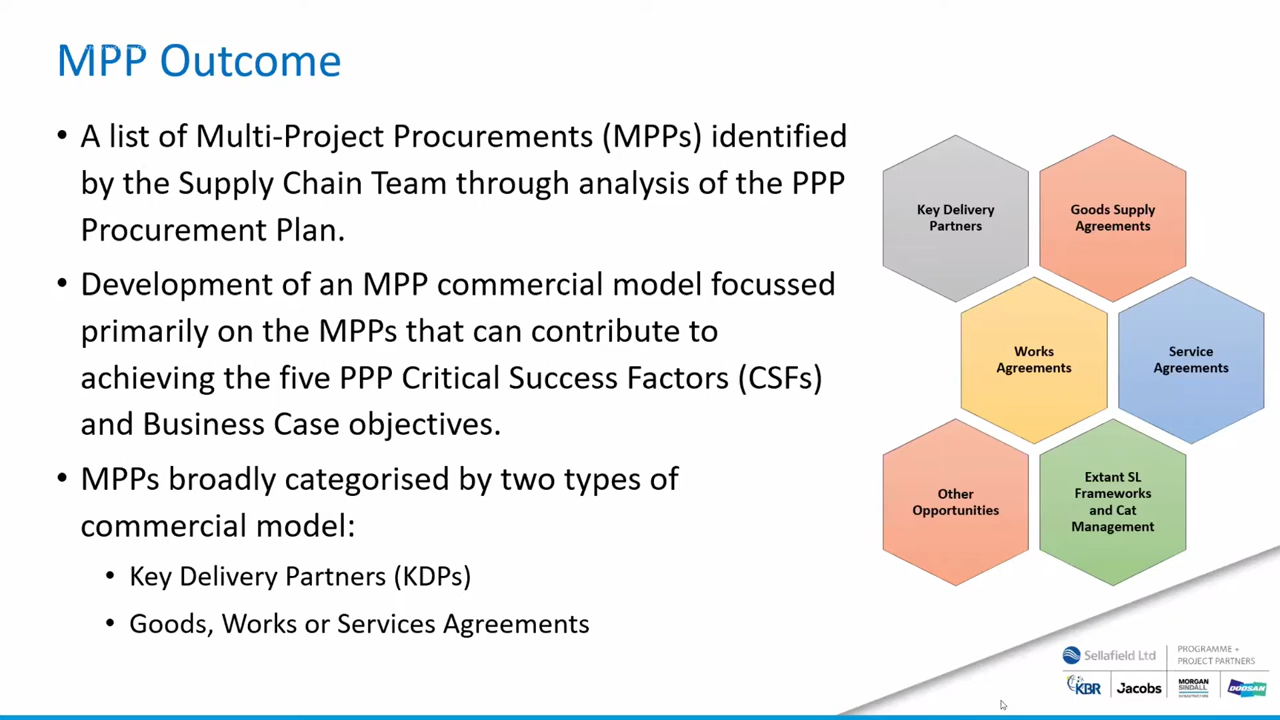 MPP Outcome
• A list of Multi-Project Procurements (MPPs) identified
by the Supply Chain Team through analysis of the PPP
Procurement Plan.
• Development of an MPP commercial model focussed
primarily on the MPPs that can contribute to
achieving the five PPP Critical Success Factors (CSFs)
and Business Case objectives.
• MPPs broadly categorised by two types of
commercial model:
• Key Delivery Partners (KDPs)
• Goods, Works or Services Agreements
Key Delivery
Partners
Goods Supply
Agreements
Works
Agreements
Service
Agreements
Other
Opportunities
Extant SL
Frameworks
and Cat
Management
Sellafield Ltd
PROGRAMME +
PROJECT PARTNERS
KBR
Jacobs
MORGAN
SINDALL
DOOSAN